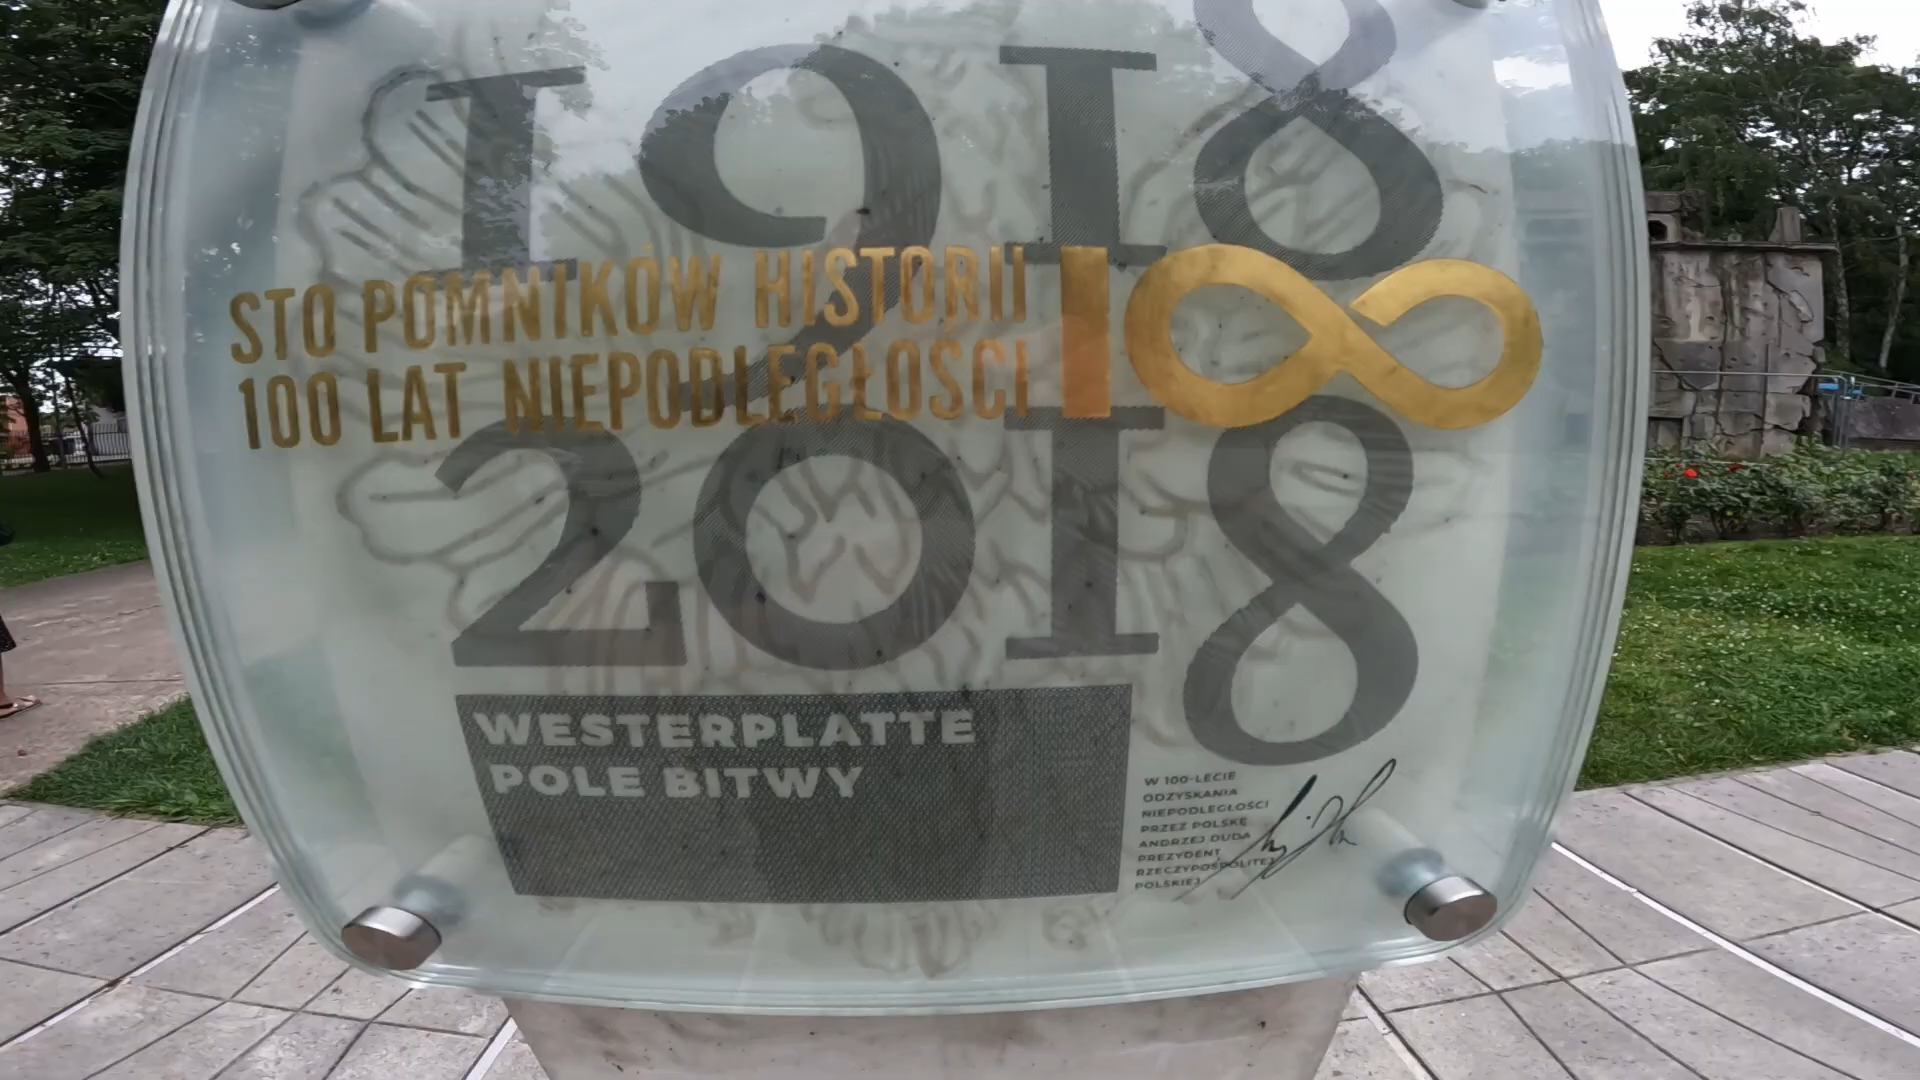 1918
STO POMNIKÓW HISTORII
100 LAT NIEPODLEGŁOŚCI
2018
WESTERPLATTE
POLE BITWY
W 100-LECIE
ODZYSKANIA
NIEPODLEGŁOŚCI
PRZEZ POLSKĘ
ANDRZEJ DUDA
PREZYDENT
RZECZYPOSPOLITEJ
POLSKIEJ